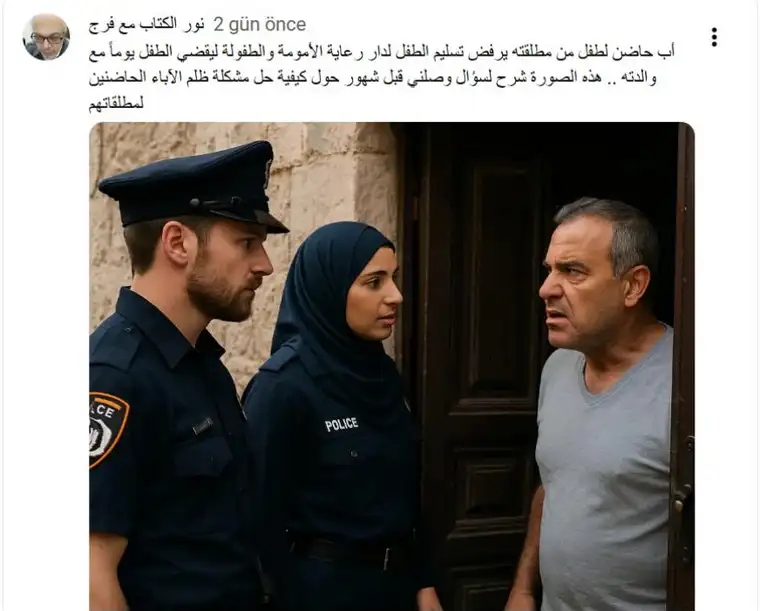 نور الكتاب مع فرج 2 gün önce
أب حاضن لطفل من مطلقته يرفض تسليم الطفل لدار رعاية الأمومة والطفولة ليقضي الطفل يوماً مع
والدته .. هذه الصورة شرح لسؤال وصلني قبل شهور حول كيفية حل مشكلة ظلم الآباء الحاضنين
لمطلقاتهم
POLICE